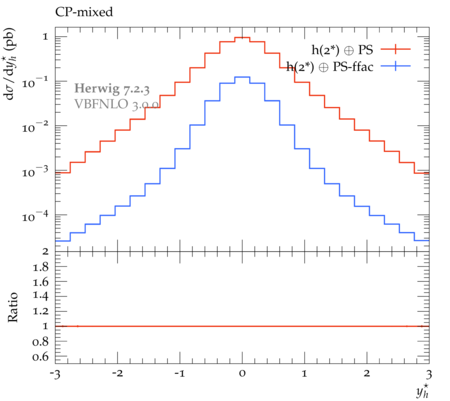 CP-mixed
dσ/dy*h (pb)
1
10⁻¹
10⁻²
10⁻³
10⁻⁴
h(2*) ⊕ PS
h(2*) ⊕ PS-ffac
Herwig 7.2.3
VBFNLO 3.0.0
Ratio
2
1.8
1.6
1.4
1.2
1
0.8
0.6
-3 -2 -1 0 1 2 3
y*h